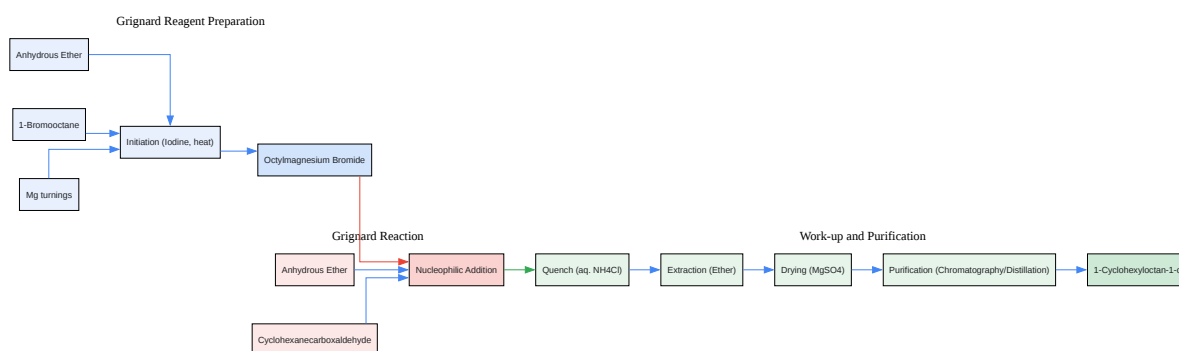 Grignard Reagent Preparation
Anhydrous Ether
1-Bromooctane
Initiation (Iodine, heat)
Mg turnings
Octylmagnesium Bromide
Grignard Reaction
Anhydrous Ether
Nucleophilic Addition
Cyclohexanecarboxaldehyde
Work-up and Purification
Quench (aq. NH4Cl)
Extraction (Ether)
Drying (MgSO4)
Purification (Chromatography/Distillation)
1-Cyclohexyloctan-1-